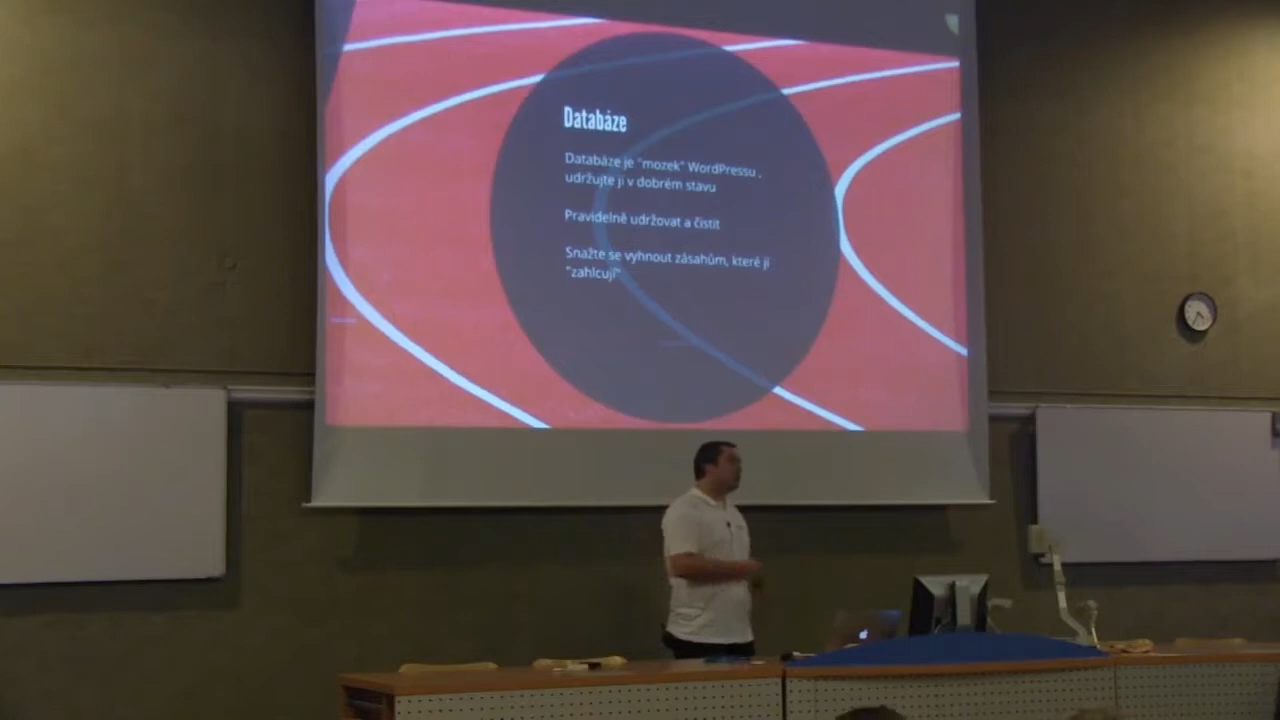 Databáze
Databáze je "mozek" WordPressu ,
udržujte ji v dobrém stavu
Pravidelně udržovat a čistit
Snažte se vyhnout zásahům, které ji
"zahlcují"